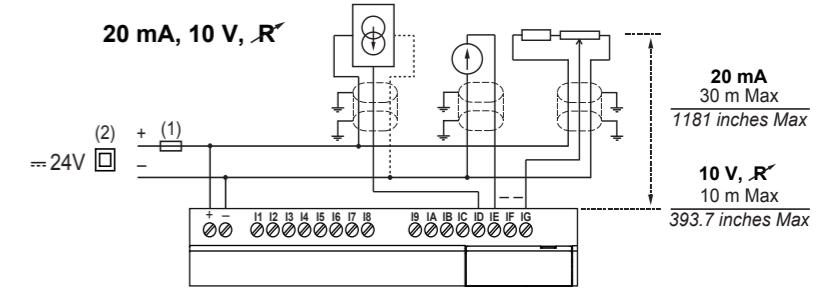 20 mA, 10 V, R
20 mA
30 m Max
1181 inches Max
(2) + (1)
⎓ 24V
–
10 V, R
10 m Max
393.7 inches Max
+ – I1 I2 I3 I4 I5 I6 I7 I8 I9 IA IB IC ID IE IF IG